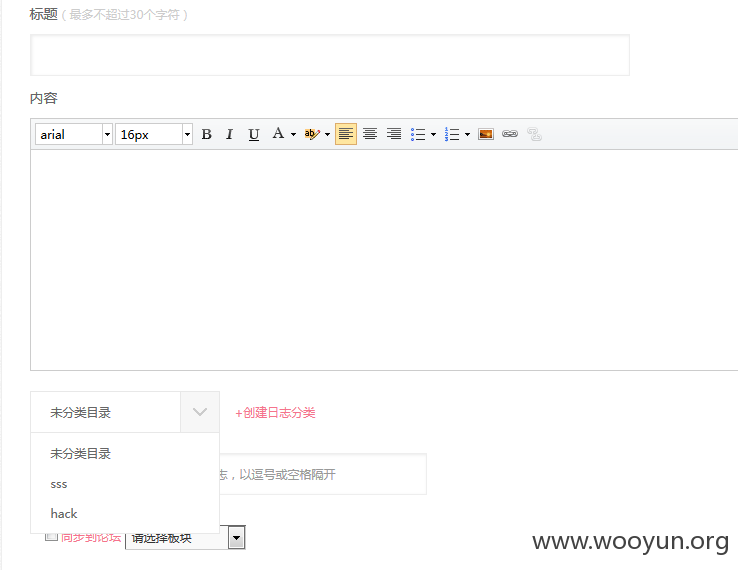 标题（最多不超过30个字符）
内容
arial 16px B I U A ab
未分类目录 +创建日志分类
未分类目录
志，以逗号或空格隔开
sss
hack
同步到论坛 请选择板块
www.wooyun.org